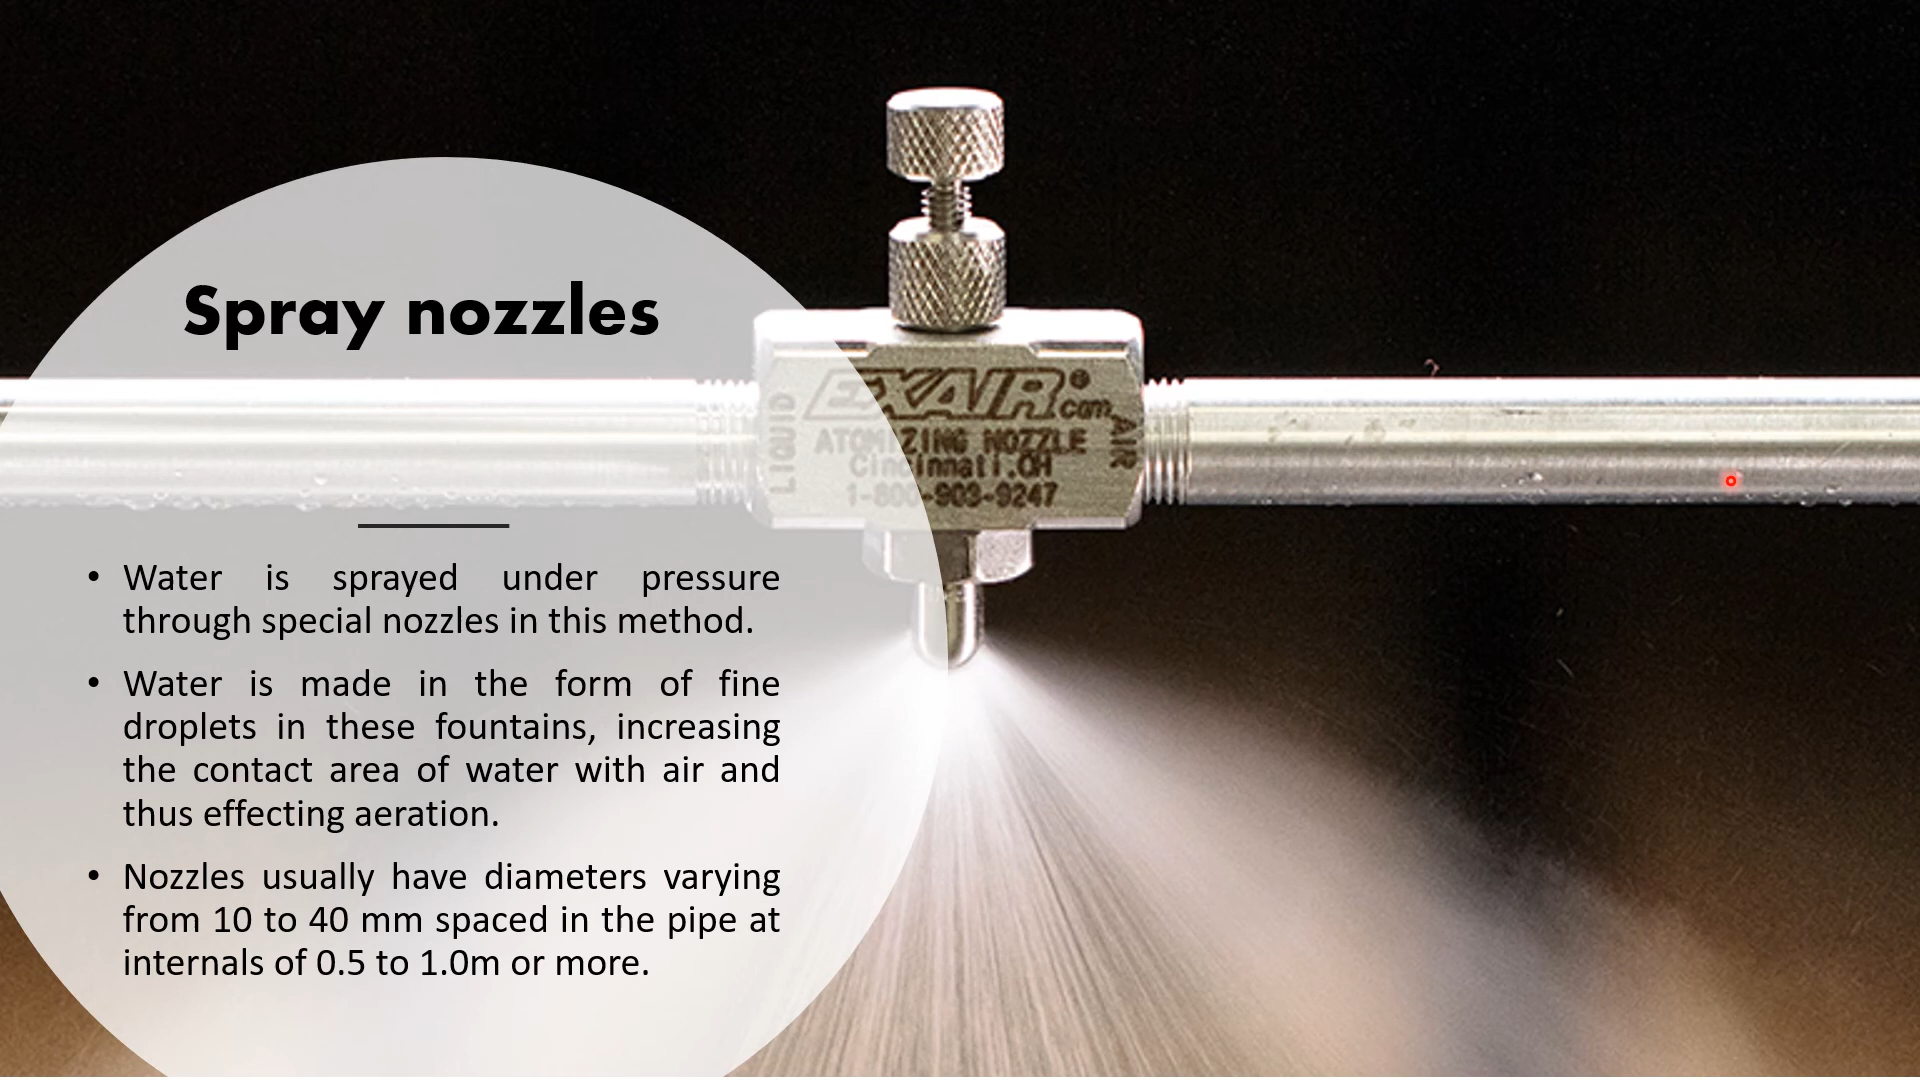 Spray nozzles
EXAIR®
.com
LIQUID
AIR
ATOMIZING NOZZLE
Cincinnati.OH
1-800-903-9247
• Water is sprayed under pressure
through special nozzles in this method.
• Water is made in the form of fine
droplets in these fountains, increasing
the contact area of water with air and
thus effecting aeration.
• Nozzles usually have diameters varying
from 10 to 40 mm spaced in the pipe at
internals of 0.5 to 1.0m or more.